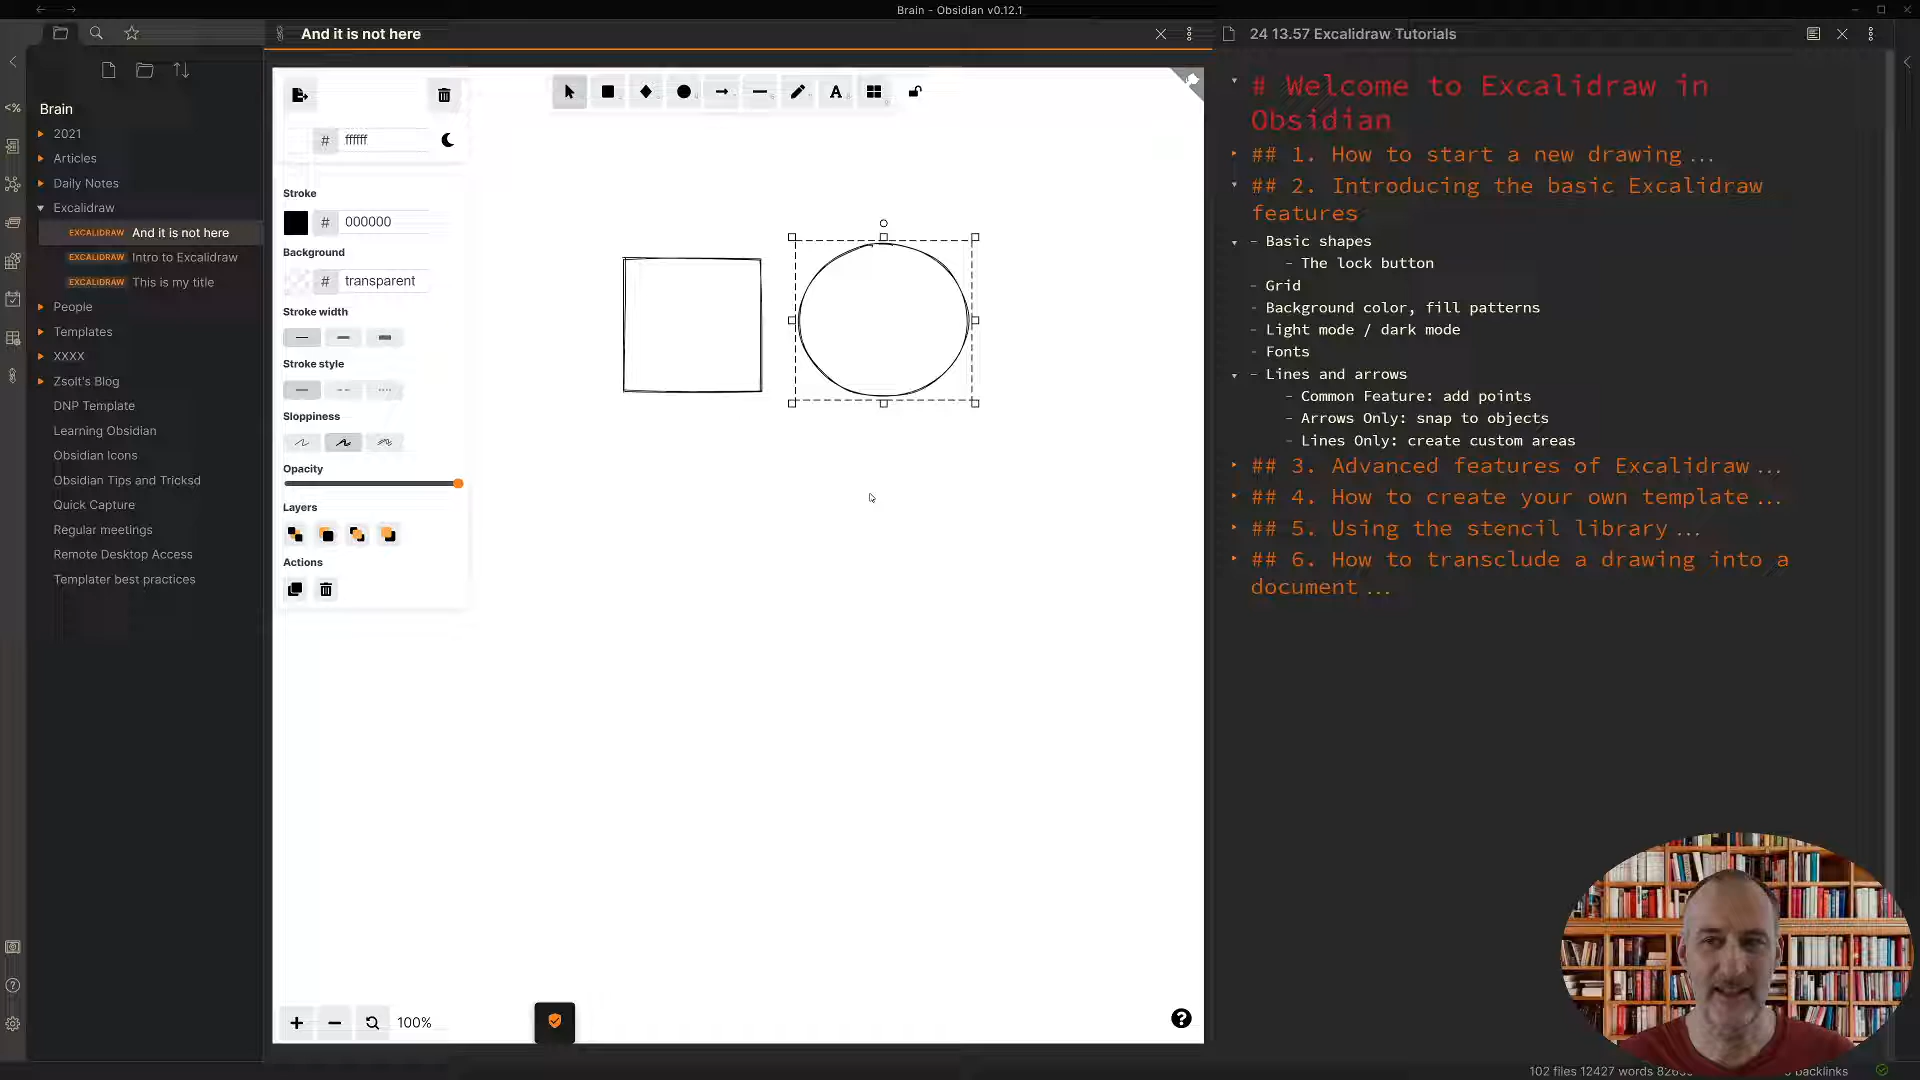 Brain - Obsidian v0.12.1
And it is not here
24 13.57 Excalidraw Tutorials
Brain
2021
Articles
Daily Notes
Excalidraw
EXCALIDRAW And it is not here
EXCALIDRAW Intro to Excalidraw
EXCALIDRAW This is my title
People
Templates
XXXX
Zsolt's Blog
DNP Template
Learning Obsidian
Obsidian Icons
Obsidian Tips and Tricksd
Quick Capture
Regular meetings
Remote Desktop Access
Templater best practices
# ffffff
Stroke
# 000000
Background
# transparent
Stroke width
Stroke style
Sloppiness
Opacity
Layers
Actions
A
100%
# Welcome to Excalidraw in
Obsidian
## 1. How to start a new drawing...
## 2. Introducing the basic Excalidraw
features
- Basic shapes
- The lock button
- Grid
- Background color, fill patterns
- Light mode / dark mode
- Fonts
- Lines and arrows
- Common Feature: add points
- Arrows Only: snap to objects
- Lines Only: create custom areas
## 3. Advanced features of Excalidraw...
## 4. How to create your own template...
## 5. Using the stencil library...
## 6. How to transclude a drawing into a
document...
102 files 12427 words
backlinks